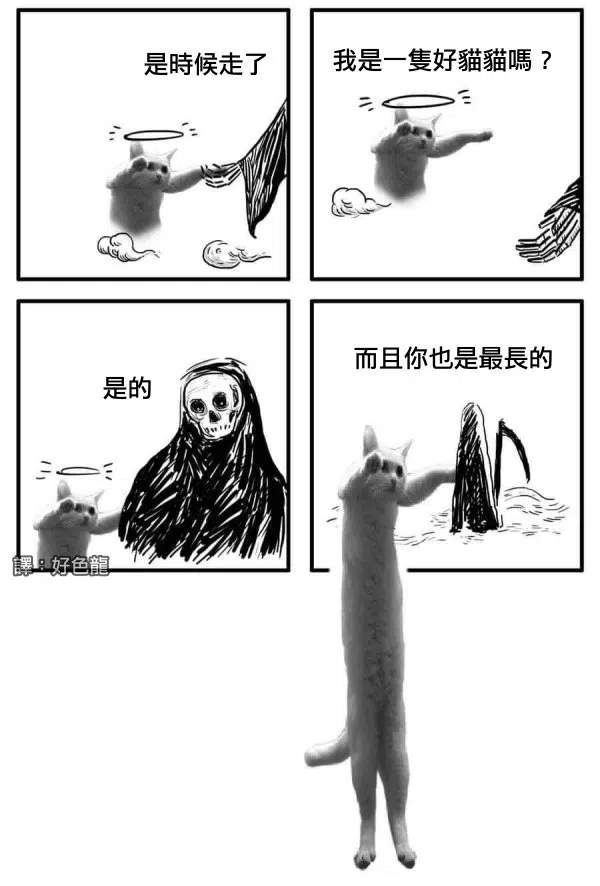 是時候走了
我是一隻好貓貓嗎？
是的
而且你也是最長的
譯：好色龍